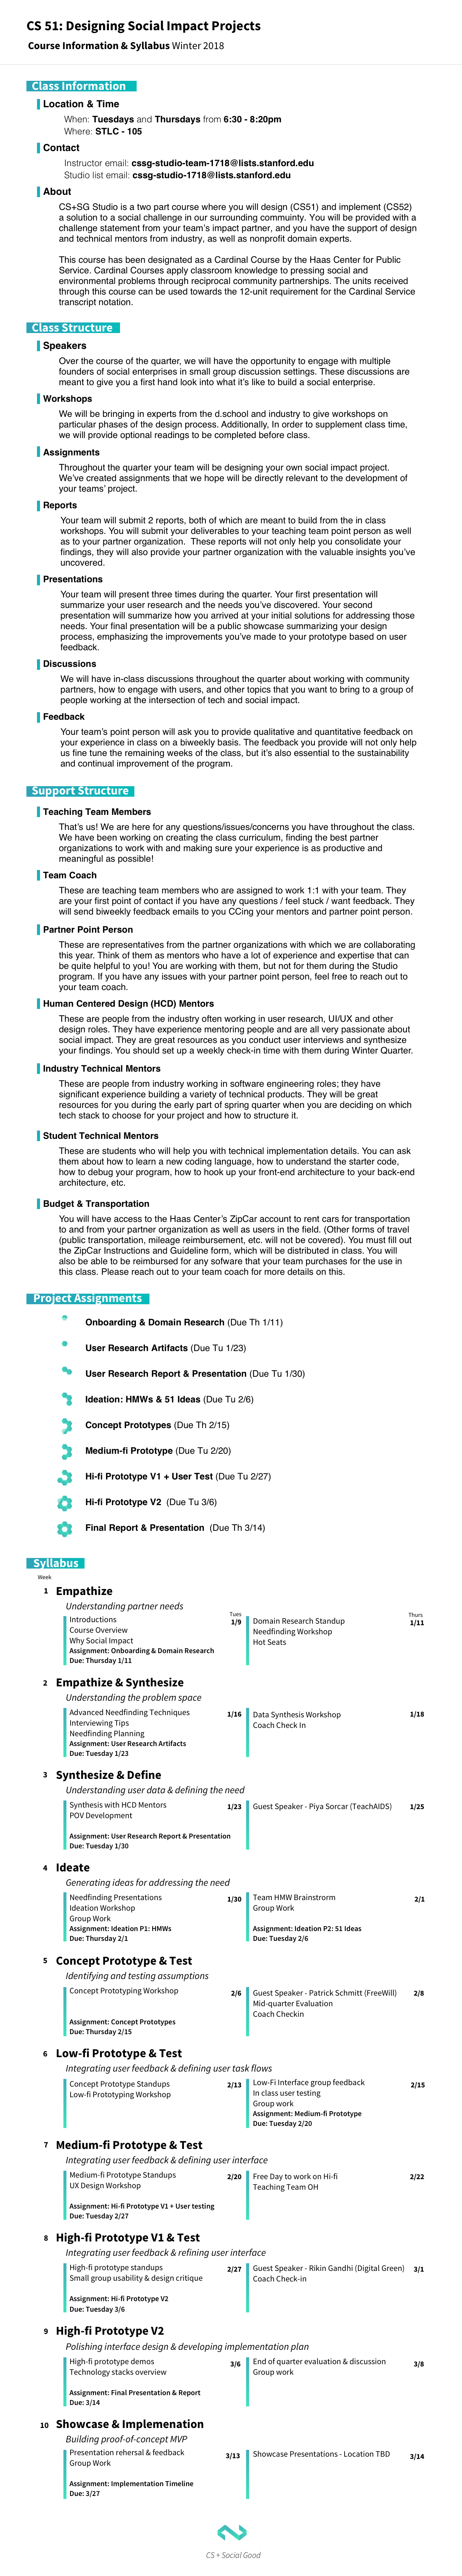 CS 51: Designing Social Impact Projects
Course Information & Syllabus Winter 2018
Class Information
Location & Time
When: Tuesdays and Thursdays from 6:30 - 8:20pm
Where: STLC - 105
Contact
Instructor email: cssg-studio-team-1718@lists.stanford.edu
Studio list email: cssg-studio-1718@lists.stanford.edu
About
CS+SG Studio is a two part course where you will design (CS51) and implement (CS52)
a solution to a social challenge in our surrounding community. You will be provided with a
challenge statement from your team's impact partner, and you have the support of design
and technical mentors from industry, as well as nonprofit domain experts.
This course has been designated as a Cardinal Course by the Haas Center for Public
Service. Cardinal Courses apply classroom knowledge to pressing social and
environmental problems through reciprocal community partnerships. The units received
through this course can be used towards the 12-unit requirement for the Cardinal Service
transcript notation.
Class Structure
Speakers
Over the course of the quarter, we will have the opportunity to engage with multiple
founders of social enterprises in small group discussion settings. These discussions are
meant to give you a first hand look into what it's like to build a social enterprise.
Workshops
We will be bringing in experts from the d.school and industry to give workshops on
particular phases of the design process. Additionally, In order to supplement class time,
we will provide optional readings to be completed before class.
Assignments
Throughout the quarter your team will be designing your own social impact project.
We've created assignments that we hope will be directly relevant to the development of
your teams' project.
Reports
Your team will submit 2 reports, both of which are meant to build from the in class
workshops. You will submit your deliverables to your teaching team point person as well
as to your partner organization. These reports will not only help you consolidate your
findings, they will also provide your partner organization with the valuable insights you've
uncovered.
Presentations
Your team will present three times during the quarter. Your first presentation will
summarize your user research and the needs you've discovered. Your second
presentation will summarize how you arrived at your initial solutions for addressing those
needs. Your final presentation will be a public showcase summarizing your design
process, emphasizing the improvements you've made to your prototype based on user
feedback.
Discussions
We will have in-class discussions throughout the quarter about working with community
partners, how to engage with users, and other topics that you want to bring to a group of
people working at the intersection of tech and social impact.
Feedback
Your team's point person will ask you to provide qualitative and quantitative feedback on
your experience in class on a biweekly basis. The feedback you provide will not only help
us fine tune the remaining weeks of the class, but it's also essential to the sustainability
and continual improvement of the program.
Support Structure
Teaching Team Members
That's us! We are here for any questions/issues/concerns you have throughout the class.
We have been working on creating the class curriculum, finding the best partner
organizations to work with and making sure your experience is as productive and
meaningful as possible!
Team Coach
These are teaching team members who are assigned to work 1:1 with your team. They
are your first point of contact if you have any questions / feel stuck / want feedback. They
will send biweekly feedback emails to you CCing your mentors and partner point person.
Partner Point Person
These are representatives from the partner organizations with which we are collaborating
this year. Think of them as mentors who have a lot of experience and expertise that can
be quite helpful to you! You are working with them, but not for them during the Studio
program. If you have any issues with your partner point person, feel free to reach out to
your team coach.
Human Centered Design (HCD) Mentors
These are people from the industry often working in user research, UI/UX and other
design roles. They have experience mentoring people and are all very passionate about
social impact. They are great resources as you conduct user interviews and synthesize
your findings. You should set up a weekly check-in time with them during Winter Quarter.
Industry Technical Mentors
These are people from industry working in software engineering roles; they have
significant experience building a variety of technical products. They will be great
resources for you during the early part of spring quarter when you are deciding on which
tech stack to choose for your project and how to structure it.
Student Technical Mentors
These are students who will help you with technical implementation details. You can ask
them about how to learn a new coding language, how to understand the starter code,
how to debug your program, how to hook up your front-end architecture to your back-end
architecture, etc.
Budget & Transportation
You will have access to the Haas Center's ZipCar account to rent cars for transportation
to and from your partner organization as well as users in the field. (Other forms of travel
(public transportation, mileage reimbursement, etc. will not be covered). You must fill out
the ZipCar Instructions and Guideline form, which will be distributed in class. You will
also be able to be reimbursed for any sofware that your team purchases for the use in
this class. Please reach out to your team coach for more details on this.
Project Assignments
Onboarding & Domain Research (Due Th 1/11)
User Research Artifacts (Due Tu 1/23)
User Research Report & Presentation (Due Tu 1/30)
Ideation: HMWs & 51 Ideas (Due Tu 2/6)
Concept Prototypes (Due Th 2/15)
Medium-fi Prototype (Due Tu 2/20)
Hi-fi Prototype V1 + User Test (Due Tu 2/27)
Hi-fi Prototype V2 (Due Tu 3/6)
Final Report & Presentation (Due Th 3/14)
Syllabus
Week
1 Empathize
Understanding partner needs
Tues
Thurs
Introductions 1/9
Course Overview
Why Social Impact
Assignment: Onboarding & Domain Research
Due: Thursday 1/11
Domain Research Standup 1/11
Needfinding Workshop
Hot Seats
2 Empathize & Synthesize
Understanding the problem space
Advanced Needfinding Techniques 1/16
Interviewing Tips
Needfinding Planning
Assignment: User Research Artifacts
Due: Tuesday 1/23
Data Synthesis Workshop 1/18
Coach Check In
3 Synthesize & Define
Understanding user data & defining the need
Synthesis with HCD Mentors 1/23
POV Development
Assignment: User Research Report & Presentation
Due: Tuesday 1/30
Guest Speaker - Piya Sorcar (TeachAIDS) 1/25
4 Ideate
Generating ideas for addressing the need
Needfinding Presentations 1/30
Ideation Workshop
Group Work
Assignment: Ideation P1: HMWs
Due: Thursday 2/1
Team HMW Brainstrorm 2/1
Group Work
Assignment: Ideation P2: 51 Ideas
Due: Tuesday 2/6
5 Concept Prototype & Test
Identifying and testing assumptions
Concept Prototyping Workshop 2/6
Assignment: Concept Prototypes
Due: Thursday 2/15
Guest Speaker - Patrick Schmitt (FreeWill) 2/8
Mid-quarter Evaluation
Coach Checkin
6 Low-fi Prototype & Test
Integrating user feedback & defining user task flows
Concept Prototype Standups 2/13
Low-fi Prototyping Workshop
Low-Fi Interface group feedback 2/15
In class user testing
Group work
Assignment: Medium-fi Prototype
Due: Tuesday 2/20
7 Medium-fi Prototype & Test
Integrating user feedback & defining user interface
Medium-fi Prototype Standups 2/20
UX Design Workshop
Assignment: Hi-fi Prototype V1 + User testing
Due: Tuesday 2/27
Free Day to work on Hi-fi 2/22
Teaching Team OH
8 High-fi Prototype V1 & Test
Integrating user feedback & refining user interface
High-fi prototype standups 2/27
Small group usability & design critique
Assignment: Hi-fi Prototype V2
Due: Tuesday 3/6
Guest Speaker - Rikin Gandhi (Digital Green) 3/1
Coach Check-in
9 High-fi Prototype V2
Polishing interface design & developing implementation plan
High-fi prototype demos 3/6
Technology stacks overview
Assignment: Final Presentation & Report
Due: 3/14
End of quarter evaluation & discussion 3/8
Group work
10 Showcase & Implemenation
Building proof-of-concept MVP
Presentation rehersal & feedback 3/13
Group Work
Assignment: Implementation Timeline
Due: 3/27
Showcase Presentations - Location TBD 3/14
CS + Social Good